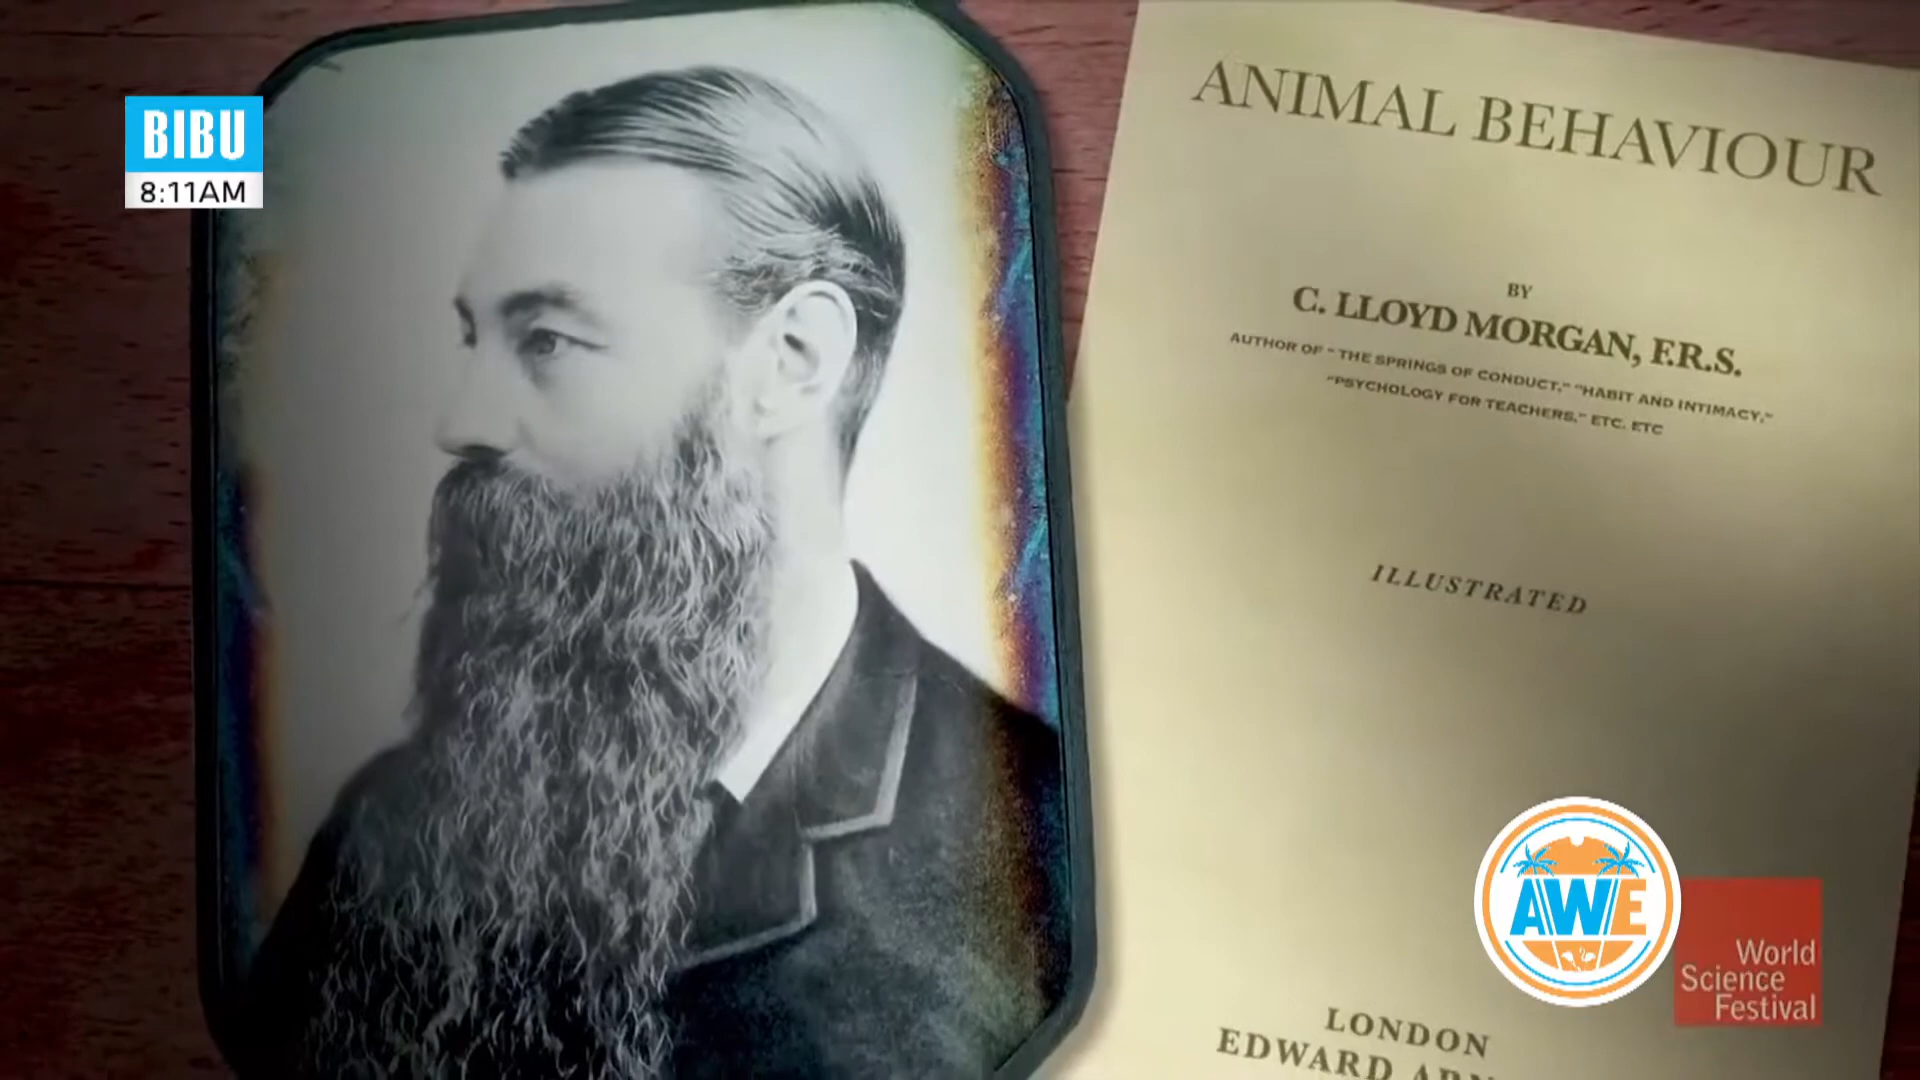 BIBU
8:11AM
ANIMAL BEHAVIOUR
BY
C. LLOYD MORGAN, F.R.S.
AUTHOR OF "THE SPRINGS OF CONDUCT," "HABIT AND INTIMACY,"
"PSYCHOLOGY FOR TEACHERS," ETC. ETC
ILLUSTRATED
LONDON
EDWARD
AWE
World
Science
Festival